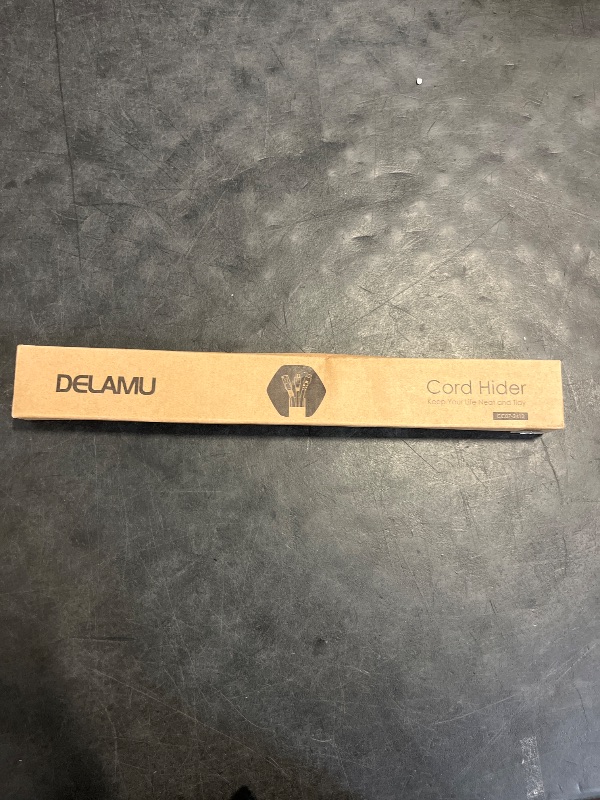 DELAMU
Cord Hider
Keep Your Life Neat and Tidy